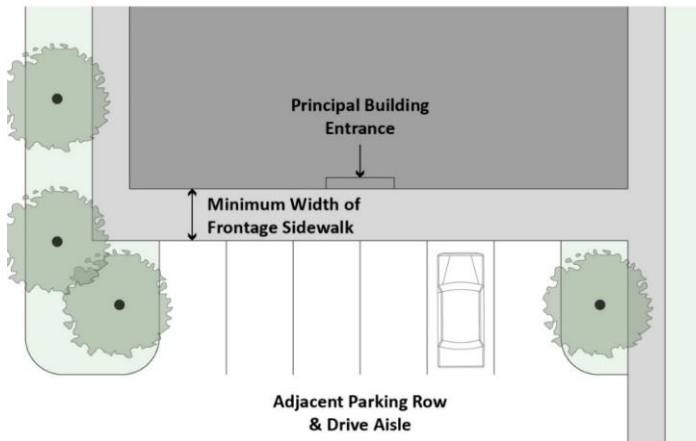 Principal Building
Entrance
Minimum Width of
Frontage Sidewalk
Adjacent Parking Row
& Drive Aisle